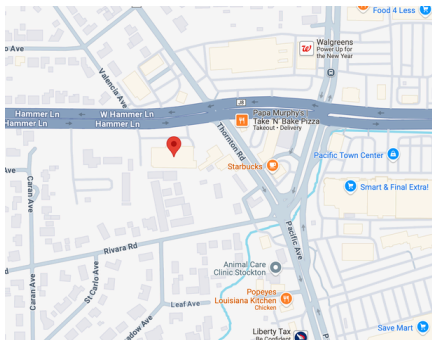 Food 4 Less
Walgreens
Power Up for
the New Year
Valencia Ave
Hammer Ln
W Hammer Ln
Hammer Ln
Hammer Ln
J8
Papa Murphy's
Take 'N' Bake Pizza
Takeout • Delivery
Thornton Rd
Pacific Town Center
Starbucks
Smart & Final Extra!
Caran Ave
Rivara Rd
Pacific Ave
Animal Care
Clinic Stockton
Caran Ave
St Carlo Ave
Leaf Ave
Popeyes
Louisiana Kitchen
Chicken
Liberty Tax
Be Confident
Save Mart